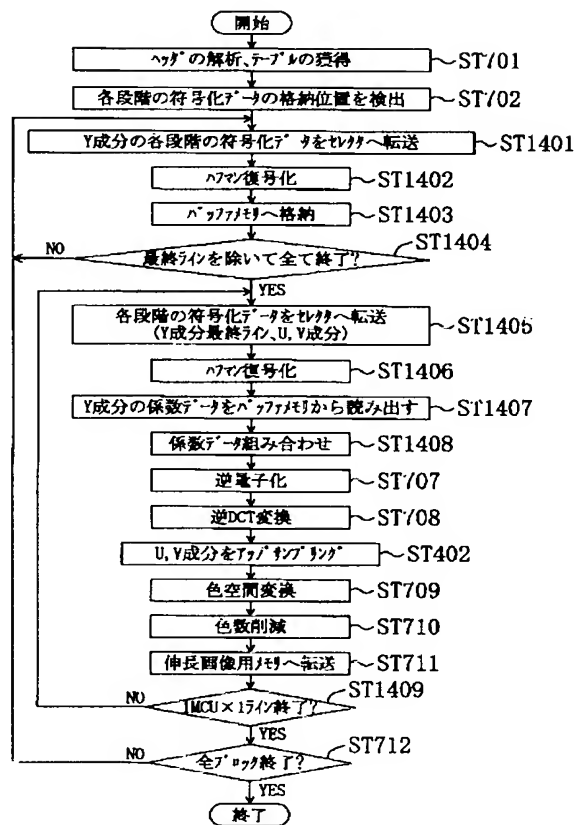 開始
ヘッダの解析、テーブルの獲得
ST701
各段階の符号化データの格納位置を検出
ST702
Y成分の各段階の符号化データをセレクタへ転送
ST1401
ハフマン復号化
ST1402
バッファメモリへ格納
ST1403
NO
最終ラインを除いて全て終了?
ST1404
YES
各段階の符号化データをセレクタへ転送
(Y成分最終ライン、U,V成分)
ST1405
ハフマン復号化
ST1406
Y成分の係数データをバッファメモリから読み出す
ST1407
係数データ組み合わせ
ST1408
逆量子化
ST707
逆DCT変換
ST708
U,V成分をアップサンプリング
ST402
色空間変換
ST709
色数削減
ST710
伸長画像用メモリへ転送
ST711
NO
1MCU×1ライン終了?
ST1409
YES
NO
全ブロック終了?
ST712
YES
終了